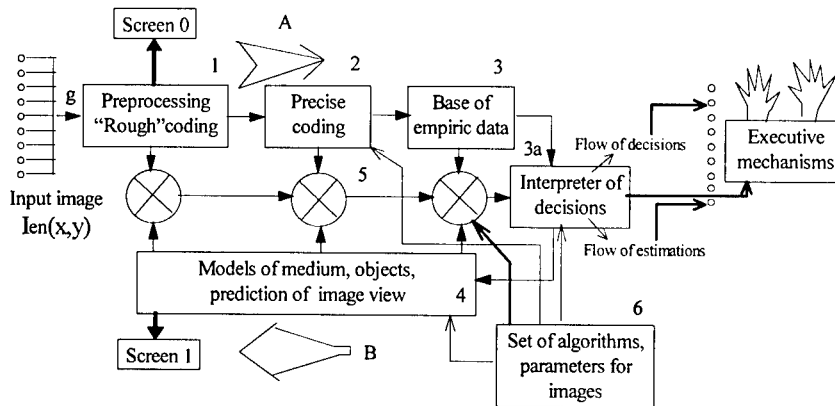 Screen 0
A
1
2
3
g
Preprocessing
"Rough"coding
Precise
coding
Base of
empiric data
3a
Flow of decisions
Executive
mechanisms
Input image
Ien(x,y)
5
Interpreter of
decisions
Flow of estimations
Models of medium, objects,
prediction of image view
4
6
Screen 1
B
Set of algorithms,
parameters for
images